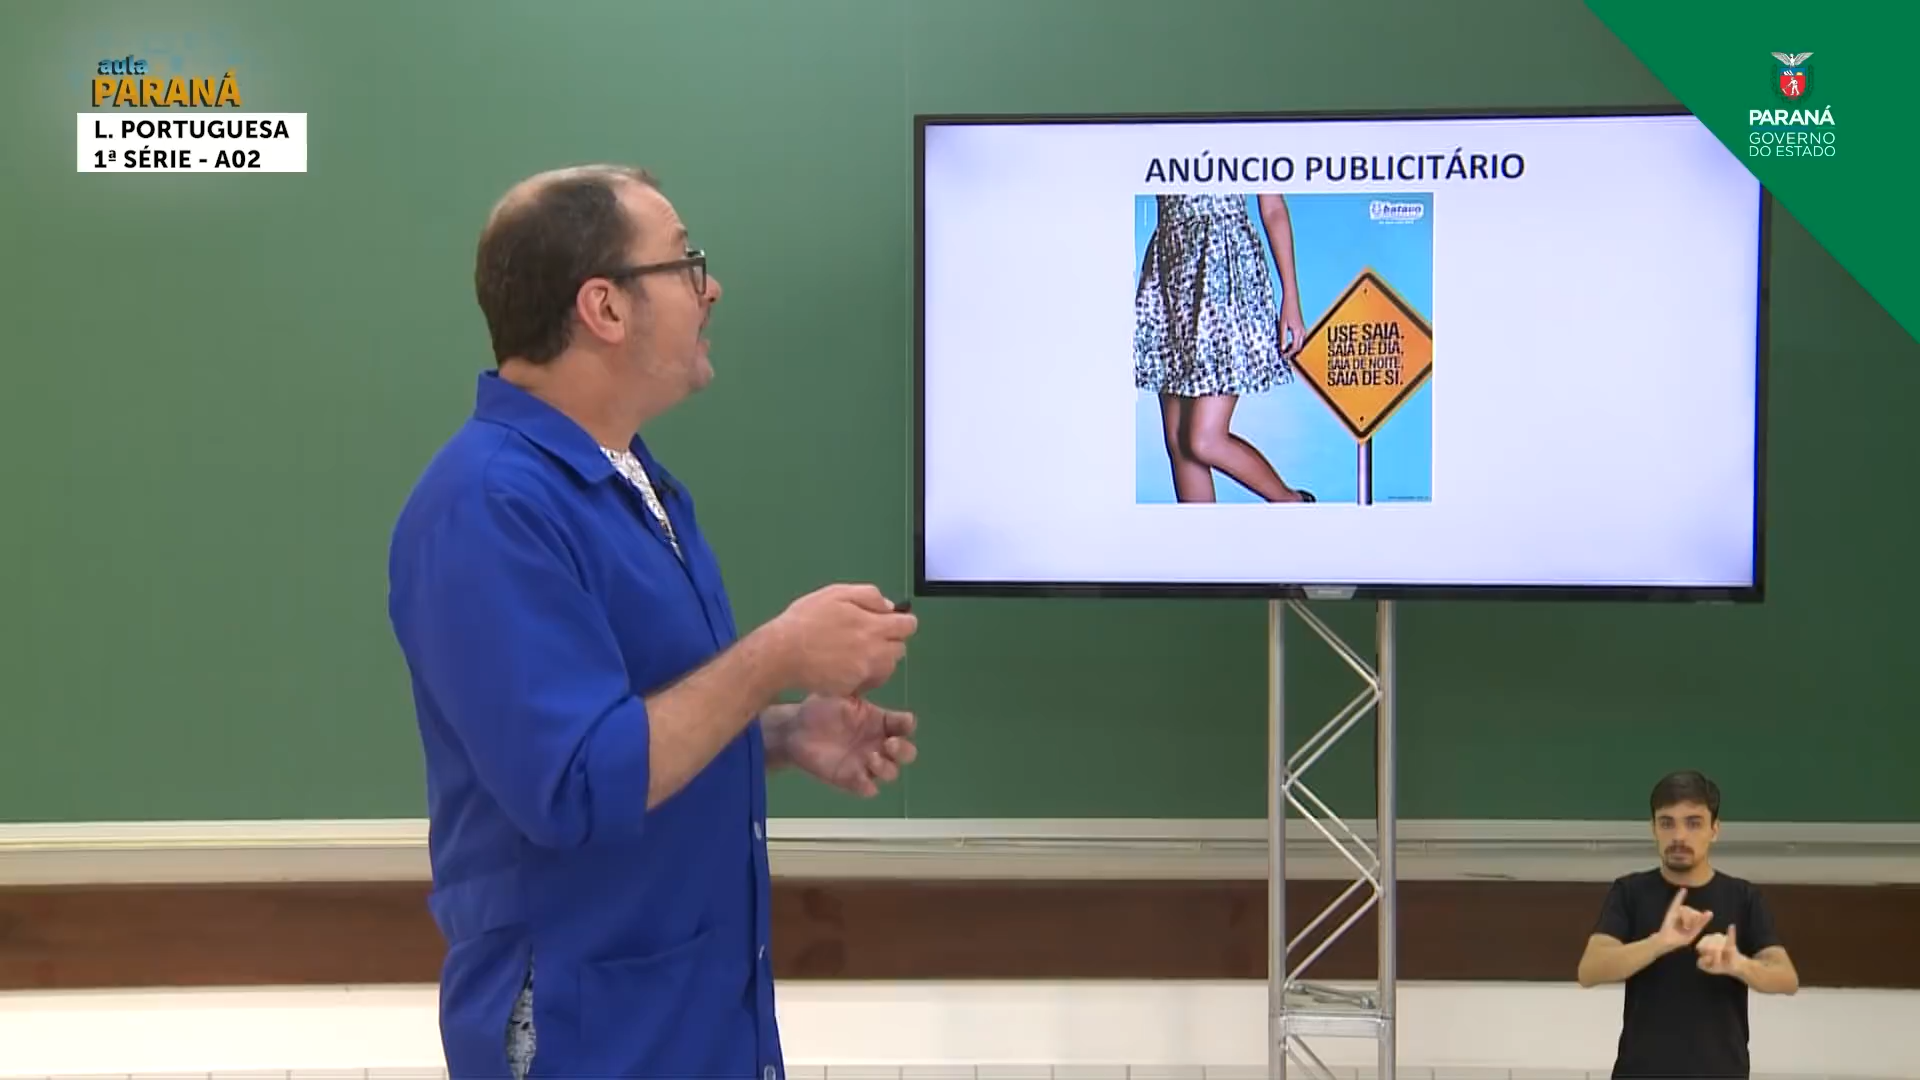 aula
PARANÁ
L. PORTUGUESA
1ª SÉRIE - A02
ANÚNCIO PUBLICITÁRIO
batavo
USE SAIA.
SAIA DE DIA,
SAIA DE NOITE,
SAIA DE SI.
PARANÁ
GOVERNO
DO ESTADO